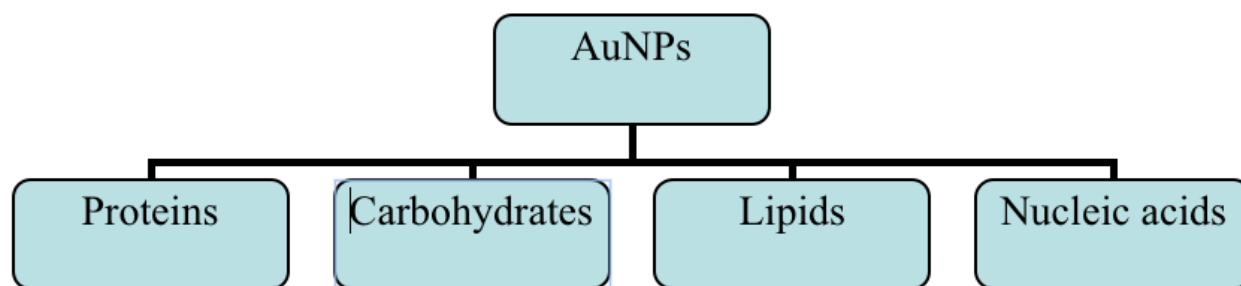 AuNPs
Proteins
Carbohydrates
Lipids
Nucleic acids